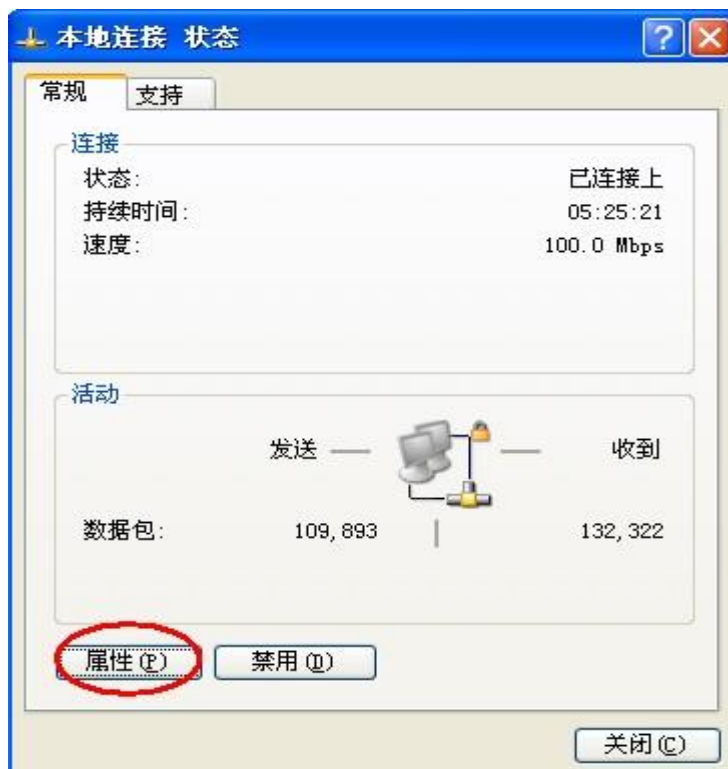 本地连接 状态
常规 支持
连接
状态: 已连接上
持续时间: 05:25:21
速度: 100.0 Mbps
活动
发送 收到
数据包: 109,893 132,322
属性(P) 禁用(D)
关闭(C)